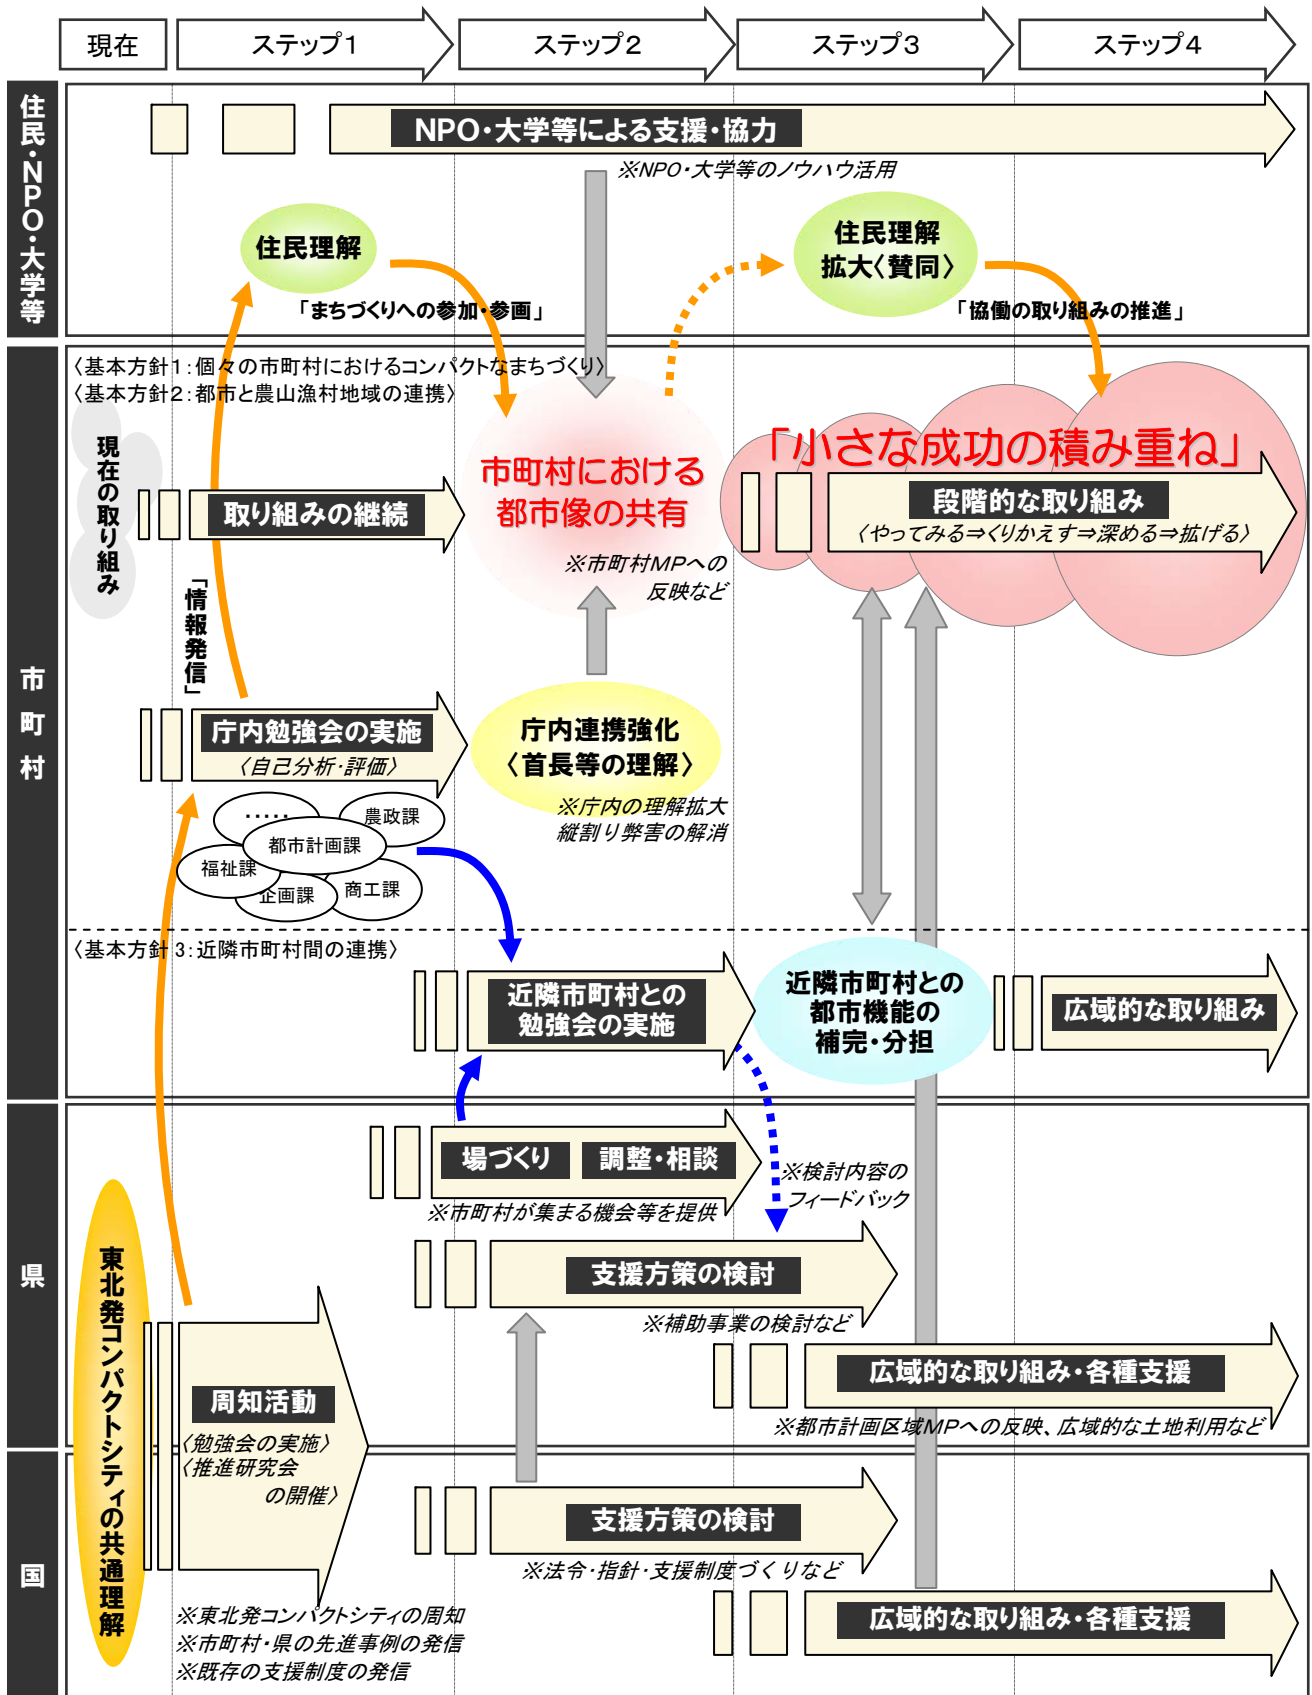 現在
ステップ1
ステップ2
ステップ3
ステップ4
住民・NPO・大学等
NPO・大学等による支援・協力
※NPO・大学等のノウハウ活用
住民理解
住民理解
拡大〈賛同〉
「まちづくりへの参加・参画」
「協働の取り組みの推進」
市町村
〈基本方針1：個々の市町村におけるコンパクトなまちづくり〉
〈基本方針2：都市と農山漁村地域の連携〉
現在の取り組み
取り組みの継続
市町村における
都市像の共有
※市町村MPへの
反映など
「小さな成功の積み重ね」
段階的な取り組み
〈やってみる⇒くりかえす⇒深める⇒拡げる〉
「情報発信」
庁内勉強会の実施
〈自己分析・評価〉
・・・・・
農政課
都市計画課
福祉課
企画課
商工課
庁内連携強化
〈首長等の理解〉
※庁内の理解拡大
縦割り弊害の解消
〈基本方針3：近隣市町村間の連携〉
近隣市町村との
勉強会の実施
近隣市町村との
都市機能の
補完・分担
広域的な取り組み
県
場づくり
調整・相談
※市町村が集まる機会等を提供
※検討内容の
フィードバック
支援方策の検討
※補助事業の検討など
広域的な取り組み・各種支援
※都市計画区域MPへの反映、広域的な土地利用など
東北発コンパクトシティの共通理解
周知活動
〈勉強会の実施〉
〈推進研究会
の開催〉
国
支援方策の検討
※法令・指針・支援制度づくりなど
広域的な取り組み・各種支援
※東北発コンパクトシティの周知
※市町村・県の先進事例の発信
※既存の支援制度の発信